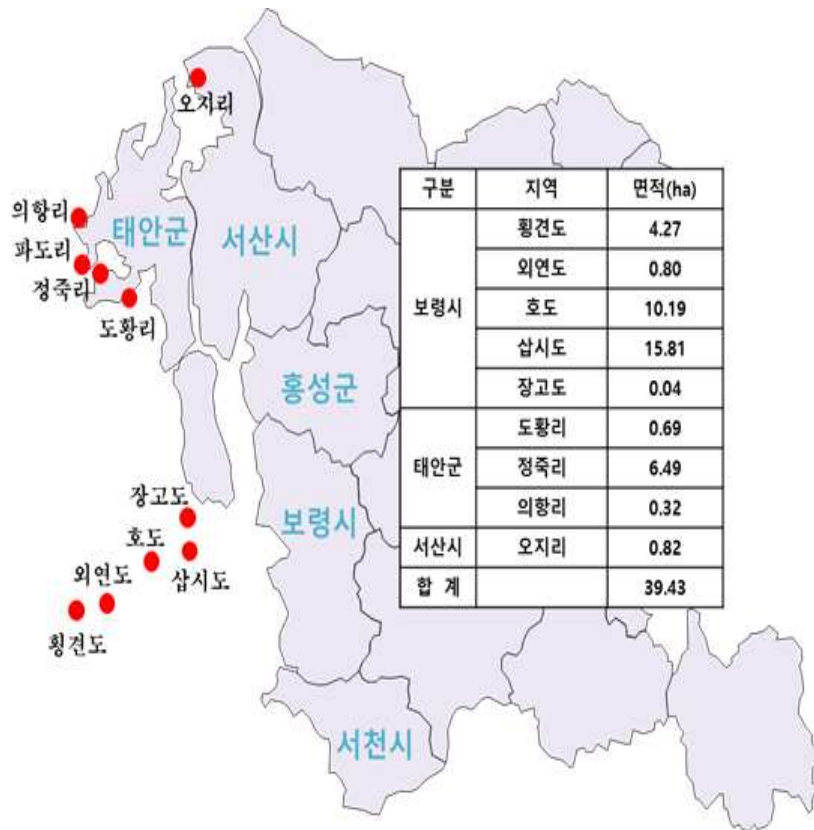 오지리
의항리
태안군
서산시
파도리
정죽리
도황리
홍성군
장고도
보령시
호도
외연도
삽시도
횡견도
서천시
구분 지역 면적(ha)
보령시 횡견도 4.27
외연도 0.80
호도 10.19
삽시도 15.81
장고도 0.04
태안군 도황리 0.69
정죽리 6.49
의항리 0.32
서산시 오지리 0.82
합 계 39.43